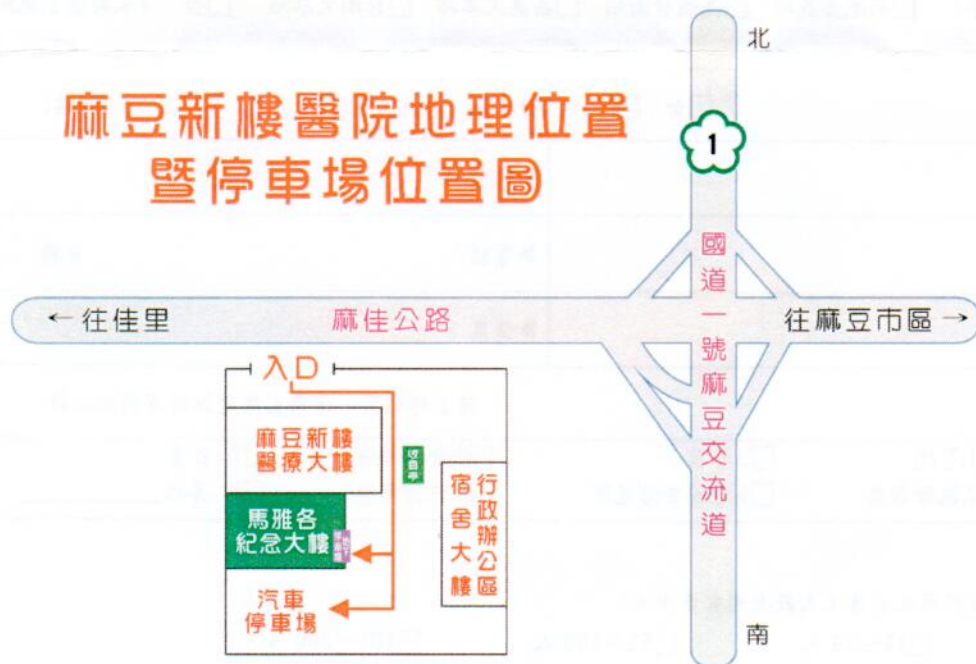 北
麻豆新樓醫院地理位置
暨停車場位置圖
1
國道一號麻豆交流道
←往佳里
麻佳公路
往麻豆市區→
入口
麻豆新樓
醫療大樓
收自亭
馬雅各
紀念大樓
行政辦公區
宿舍大樓
汽車
停車場
南